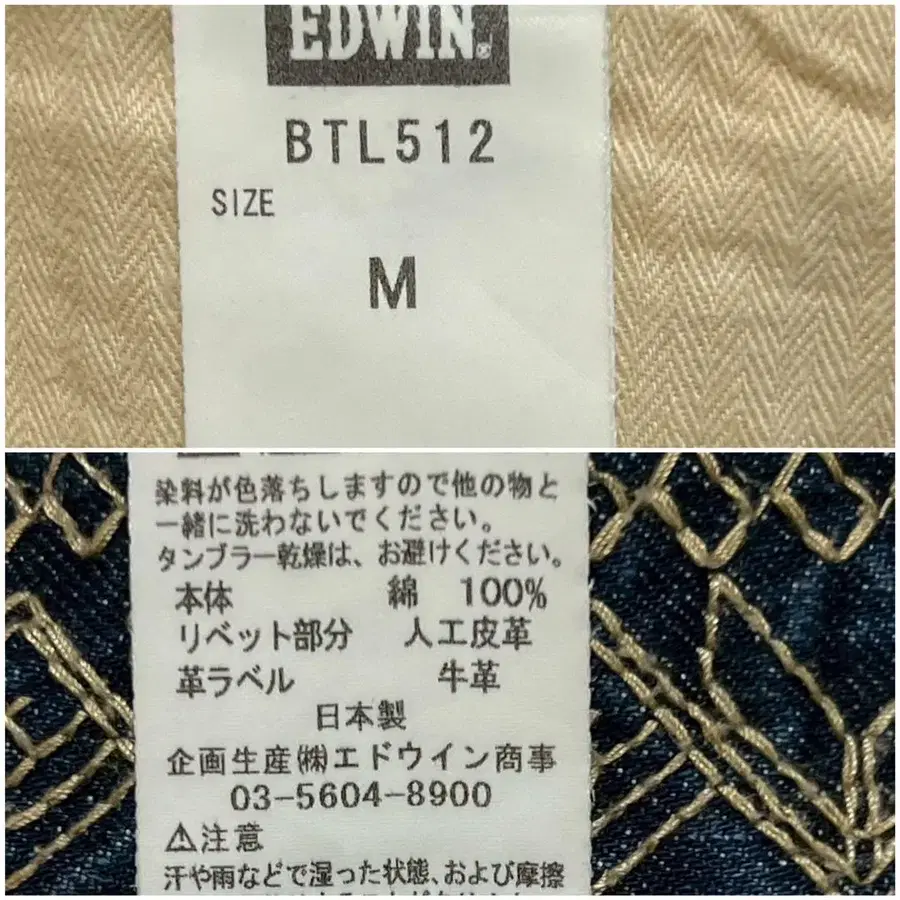 EDWIN®
BTL512
SIZE
M
染料が色落ちしますので他の物と
一緒に洗わないでください。
タンブラー乾燥は、お避けください。
本体 綿 100%
リベット部分 人工皮革
革ラベル 牛革
日本製
企画生産㈱エドウイン商事
03-5604-8900
⚠注意
汗や雨などで湿った状態、および摩擦